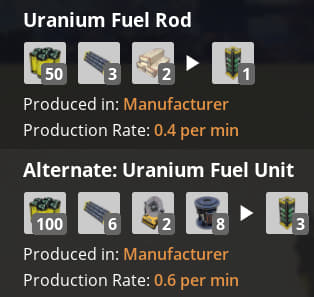 Uranium Fuel Rod
50 3 2 1
Produced in: Manufacturer
Production Rate: 0.4 per min
Alternate: Uranium Fuel Unit
100 6 2 8 3
Produced in: Manufacturer
Production Rate: 0.6 per min